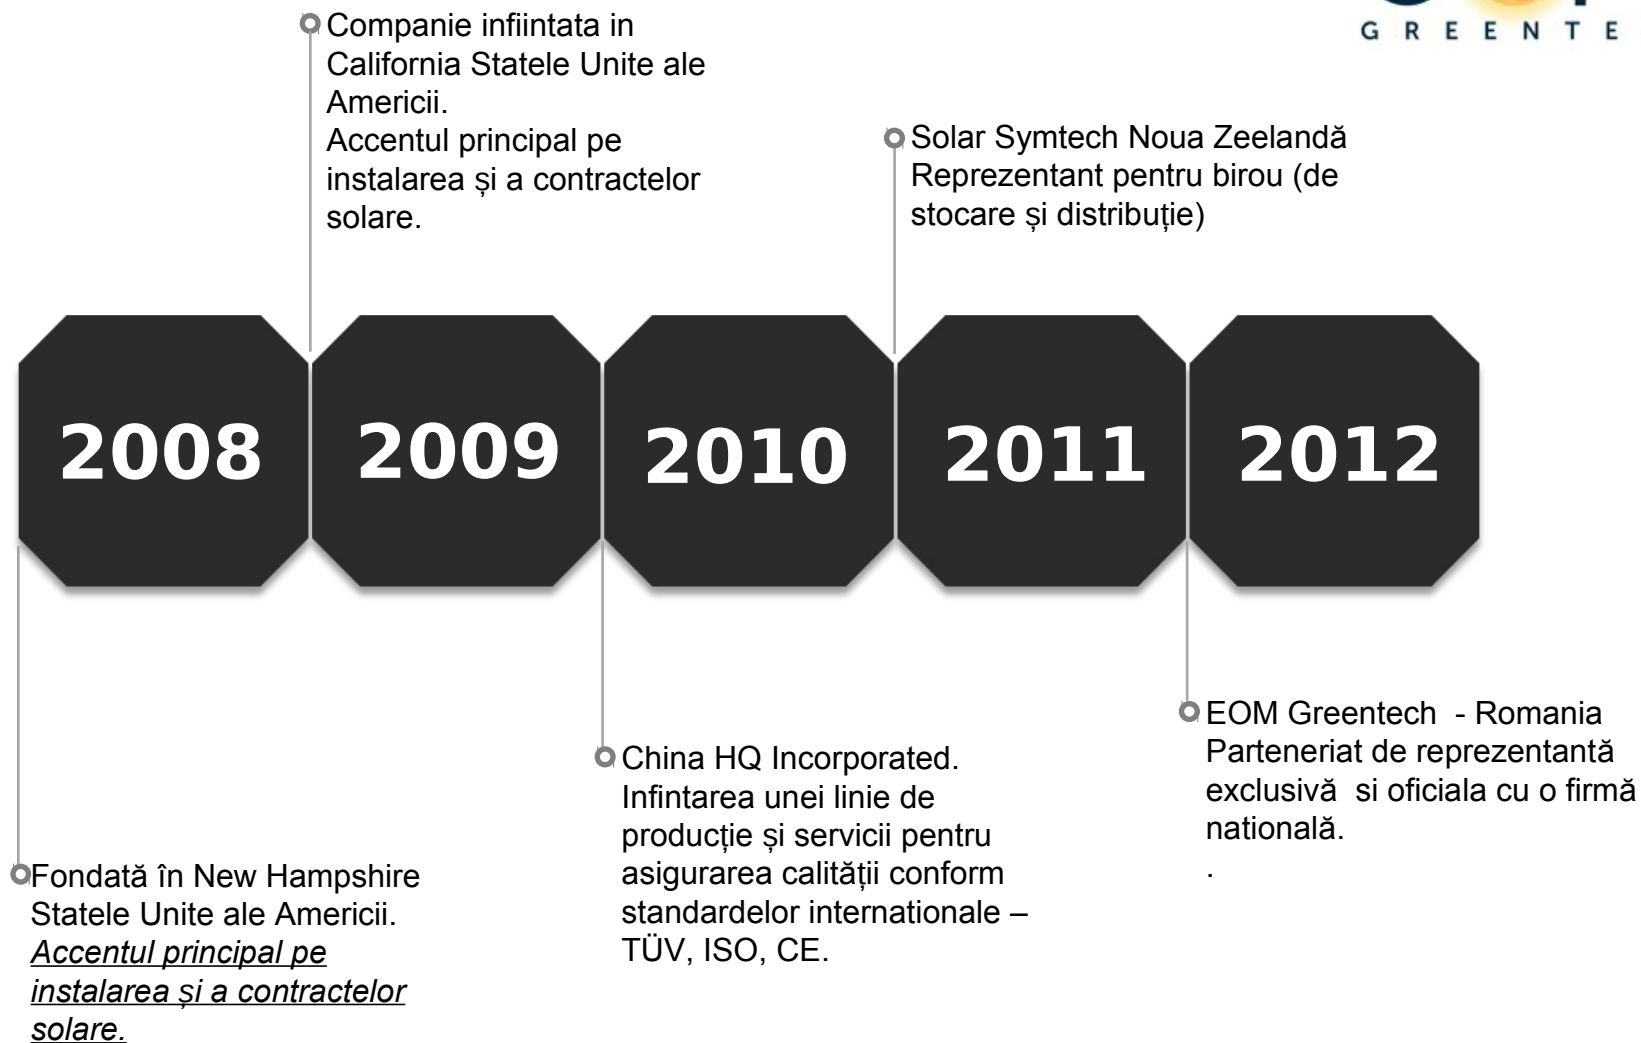 Companie infiintata in
California Statele Unite ale
Americii.
Accentul principal pe
instalarea și a contractelor
solare.
GREENTE
Solar Symtech Noua Zeelandă
Reprezentant pentru birou (de
stocare și distribuție)
2008
2009
2010
2011
2012
Fondată în New Hampshire
Statele Unite ale Americii.
Accentul principal pe
instalarea și a contractelor
solare.
China HQ Incorporated.
Infintarea unei linie de
producție și servicii pentru
asigurarea calității conform
standardelor internationale –
TÜV, ISO, CE.
EOM Greentech - Romania
Parteneriat de reprezentantă
exclusivă si oficiala cu o firmă
natională.
.